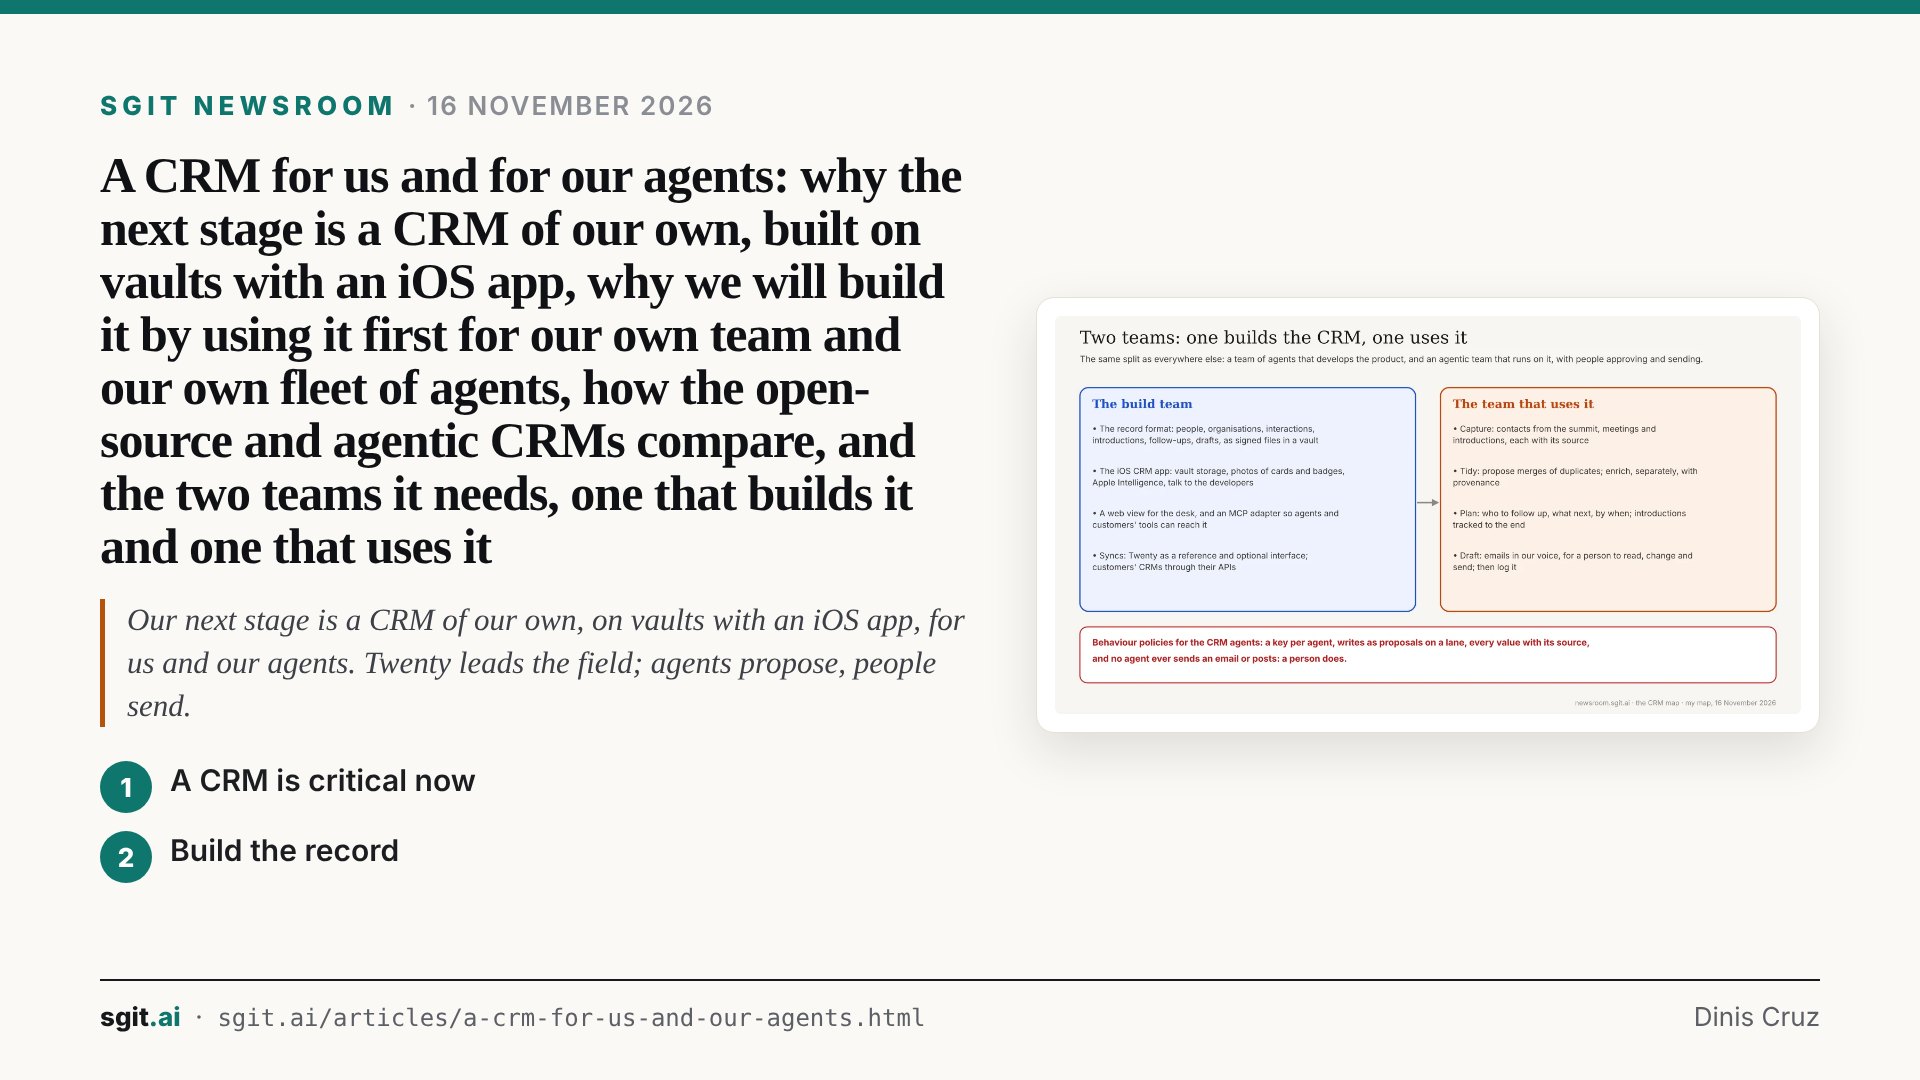 SGIT NEWSROOM · 16 NOVEMBER 2026
A CRM for us and for our agents: why the
next stage is a CRM of our own, built on
vaults with an iOS app, why we will build
it by using it first for our own team and
our own fleet of agents, how the open-
source and agentic CRMs compare, and
the two teams it needs, one that builds it
and one that uses it
Our next stage is a CRM of our own, on vaults with an iOS app, for
us and our agents. Twenty leads the field; agents propose, people
send.
1 A CRM is critical now
2 Build the record
Two teams: one builds the CRM, one uses it
The same split as everywhere else: a team of agents that develops the product, and an agentic team that runs on it, with people approving and sending.
The build team
• The record format: people, organisations, interactions,
introductions, follow-ups, drafts, as signed files in a vault
• The iOS CRM app: vault storage, photos of cards and badges,
Apple Intelligence, talk to the developers
• A web view for the desk, and an MCP adapter so agents and
customers' tools can reach it
• Syncs: Twenty as a reference and optional interface;
customers' CRMs through their APIs
The team that uses it
• Capture: contacts from the summit, meetings and
introductions, each with its source
• Tidy: propose merges of duplicates; enrich, separately, with
provenance
• Plan: who to follow up, what next, by when; introductions
tracked to the end
• Draft: emails in our voice, for a person to read, change and
send; then log it
Behaviour policies for the CRM agents: a key per agent, writes as proposals on a lane, every value with its source,
and no agent ever sends an email or posts: a person does.
newsroom.sgit.ai · the CRM map · my map, 16 November 2026
sgit.ai · sgit.ai/articles/a-crm-for-us-and-our-agents.html
Dinis Cruz